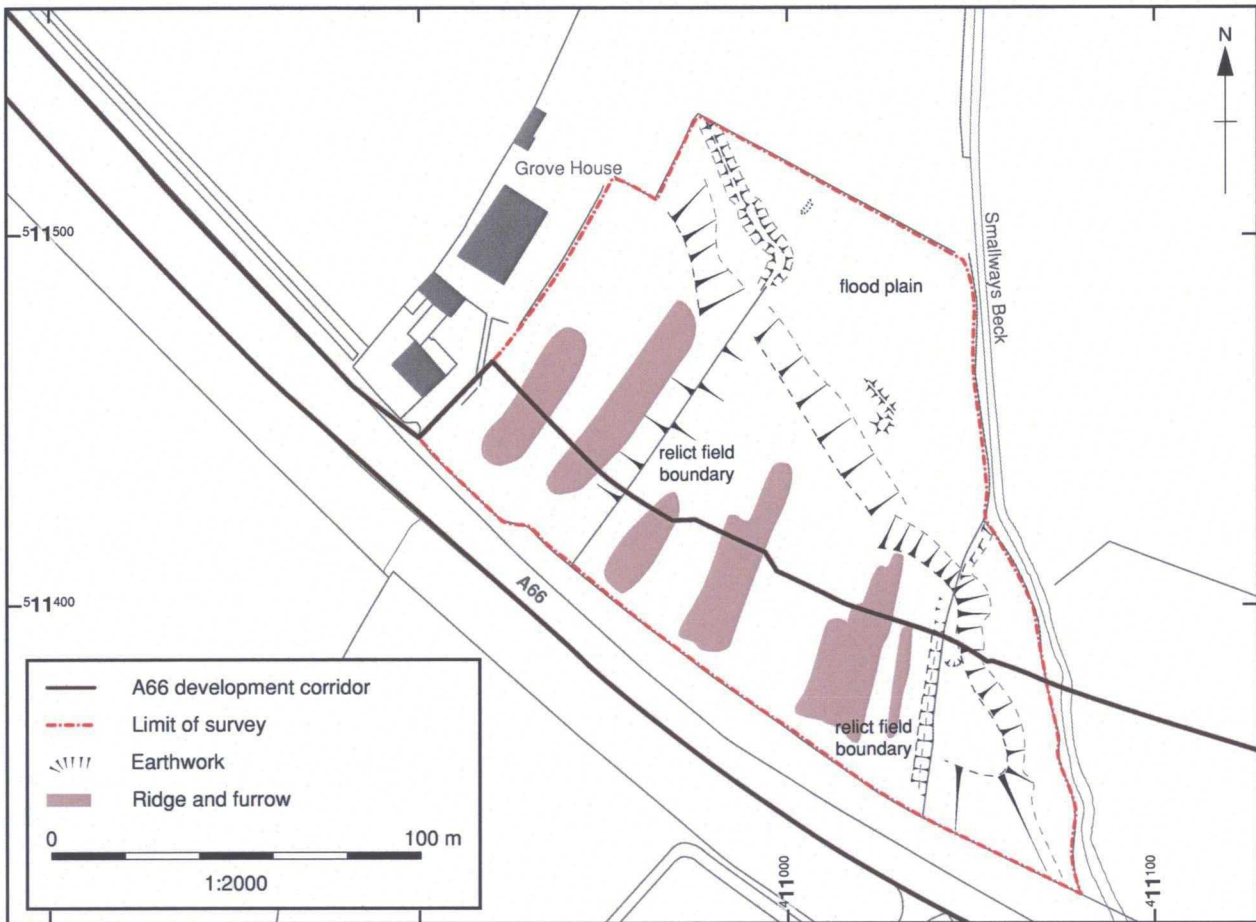 N
Grove House
⁵11⁵⁰⁰
Smallways Beck
flood plain
relict field
boundary
A66
⁵11⁴⁰⁰
relict field
boundary
A66 development corridor
Limit of survey
Earthwork
Ridge and furrow
0 100 m
1:2000
⁴11⁰⁰⁰
⁴11¹⁰⁰